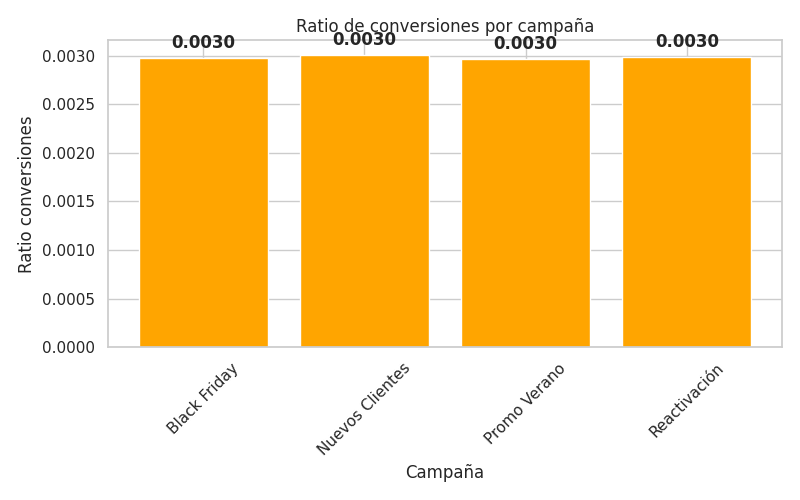 Ratio de conversiones por campaña
0.0030
0.0030
0.0030
0.0030
0.0030
0.0025
0.0020
0.0015
0.0010
0.0005
0.0000
Ratio conversiones
Black Friday
Nuevos Clientes
Promo Verano
Reactivación
Campaña